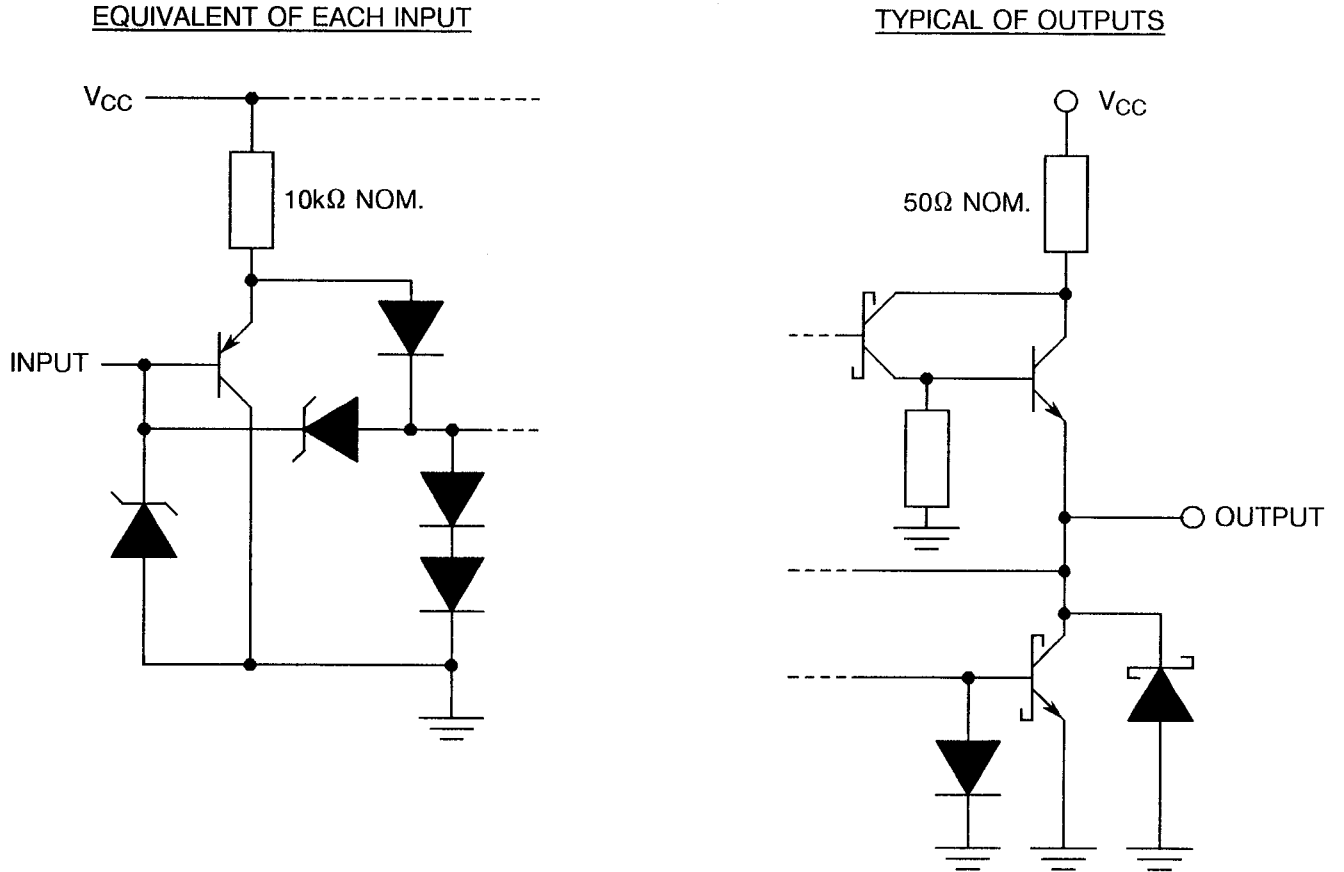 EQUIVALENT OF EACH INPUT
TYPICAL OF OUTPUTS
VCC
VCC
10kΩ NOM.
50Ω NOM.
INPUT
OUTPUT